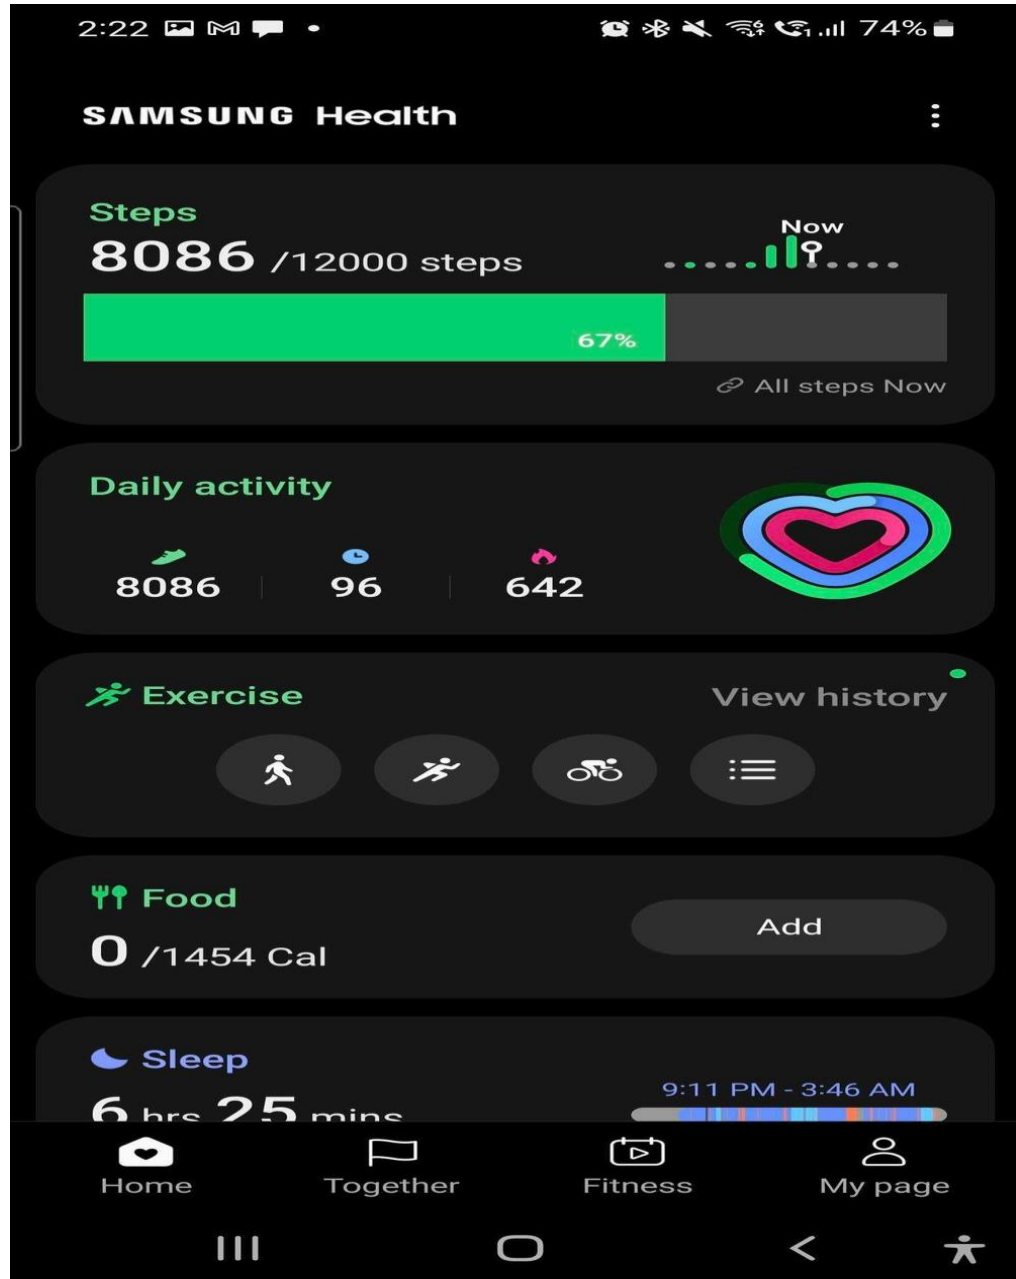 2:22
74%
SAMSUNG Health
Steps
8086 /12000 steps
Now
67%
All steps Now
Daily activity
8086
96
642
Exercise
View history
Food
0 /1454 Cal
Add
Sleep
9:11 PM - 3:46 AM
6 hrs 25 mins
Home
Together
Fitness
My page